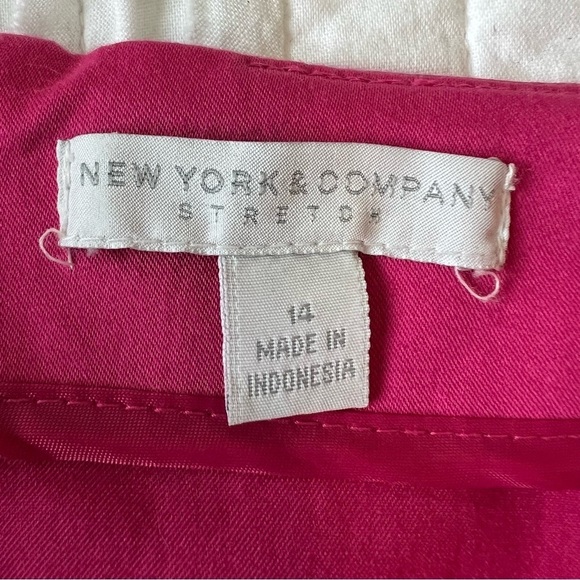 NEW YORK & COMPANY
STRETCH
14
MADE IN
INDONESIA